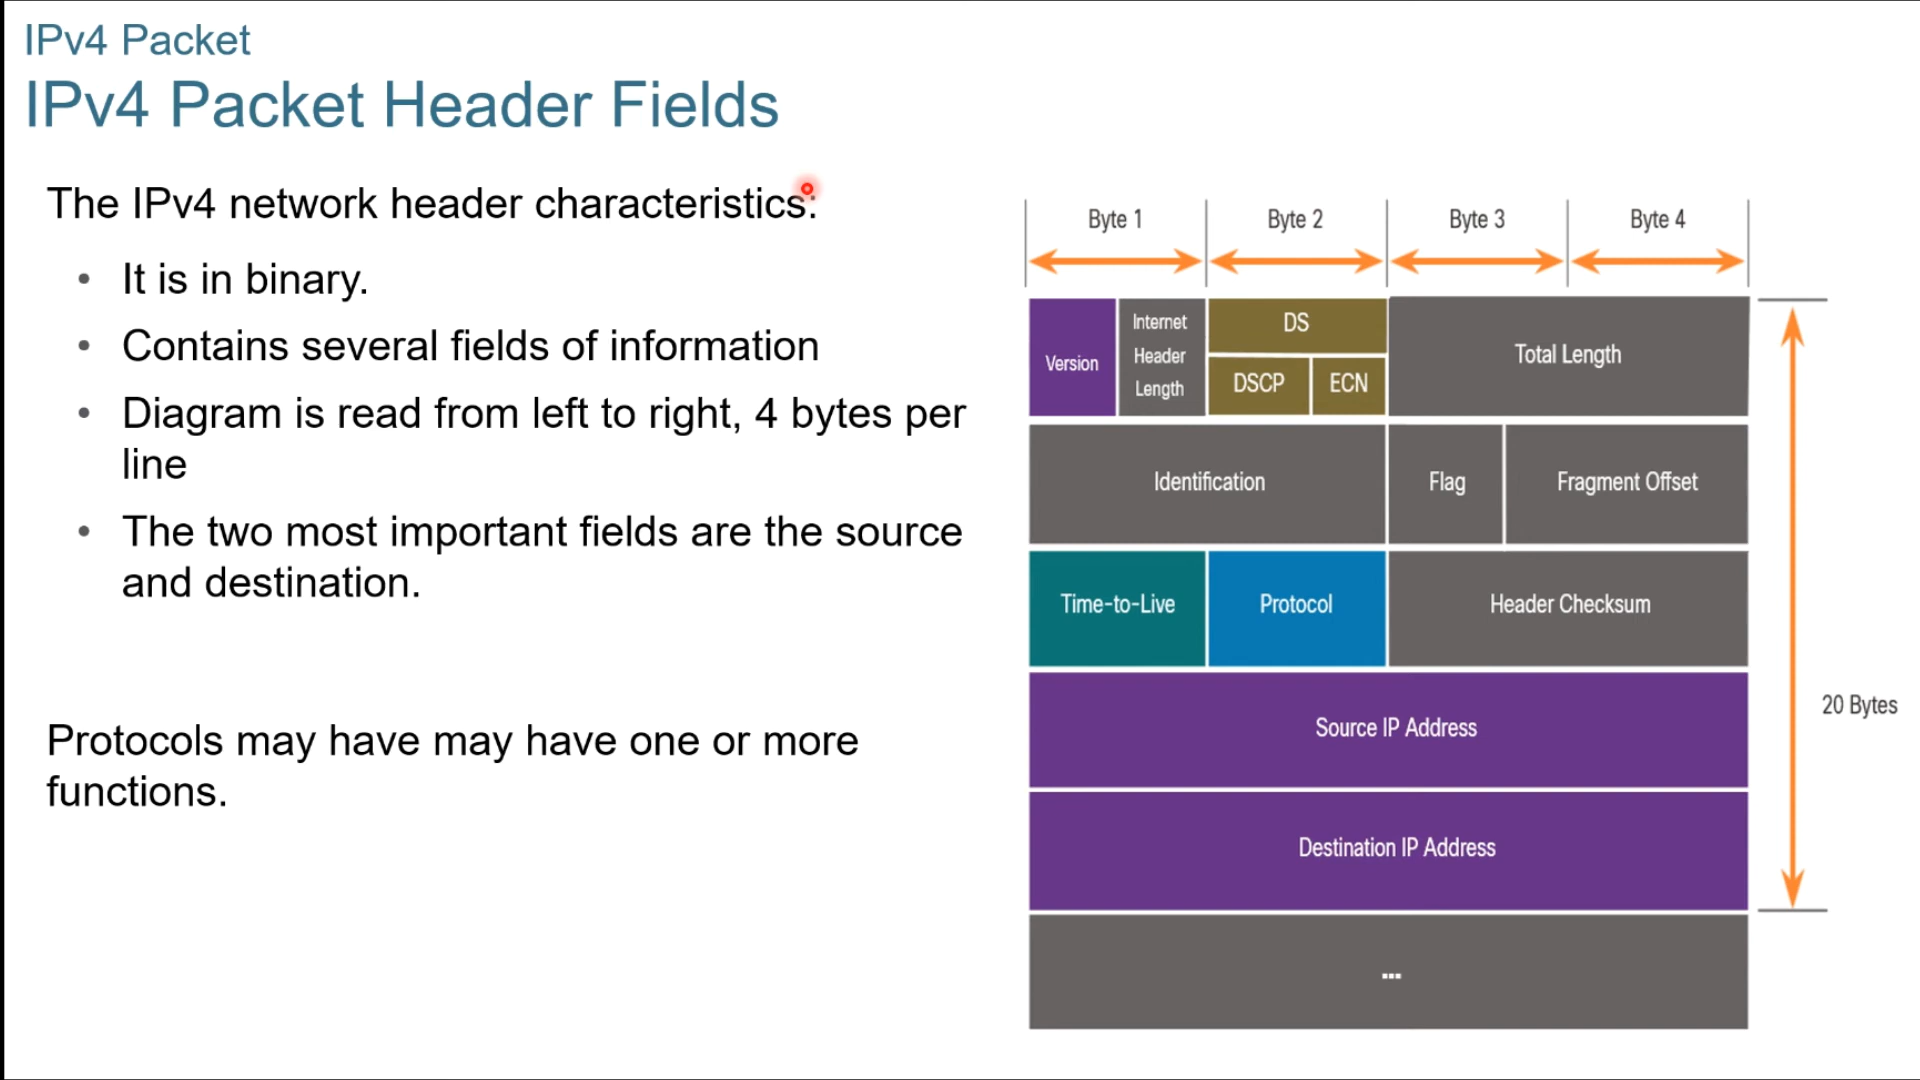 IPv4 Packet
IPv4 Packet Header Fields
The IPv4 network header characteristics:
• It is in binary.
• Contains several fields of information
• Diagram is read from left to right, 4 bytes per
line
• The two most important fields are the source
and destination.
Protocols may have may have one or more
functions.
Byte 1 Byte 2 Byte 3 Byte 4
Version
Internet
Header
Length
DS
DSCP ECN
Total Length
Identification Flag Fragment Offset
Time-to-Live Protocol Header Checksum
Source IP Address
20 Bytes
Destination IP Address
...